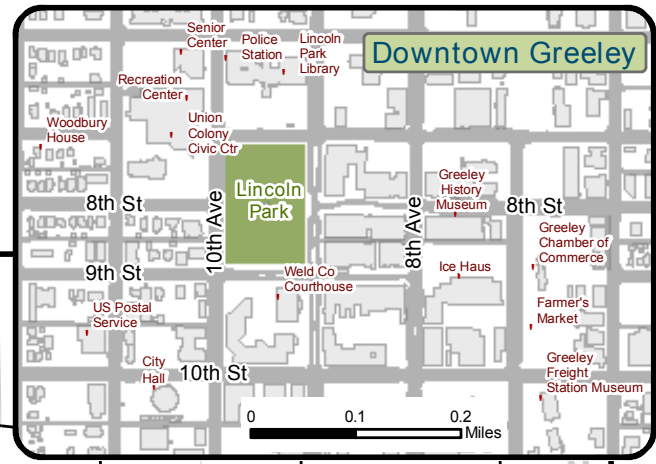 Senior
Center
Police
Station
Lincoln
Park
Library
Downtown Greeley
Recreation
Center
Woodbury
House
Union
Colony
Civic Ctr
Lincoln
Park
Greeley
History
Museum
8th St
8th St
10th Ave
8th Ave
Greeley
Chamber of
Commerce
9th St
Weld Co
Courthouse
Ice Haus
US Postal
Service
Farmer's
Market
City
Hall
10th St
Greeley
Freight
Station Museum
0 0.1 0.2
Miles